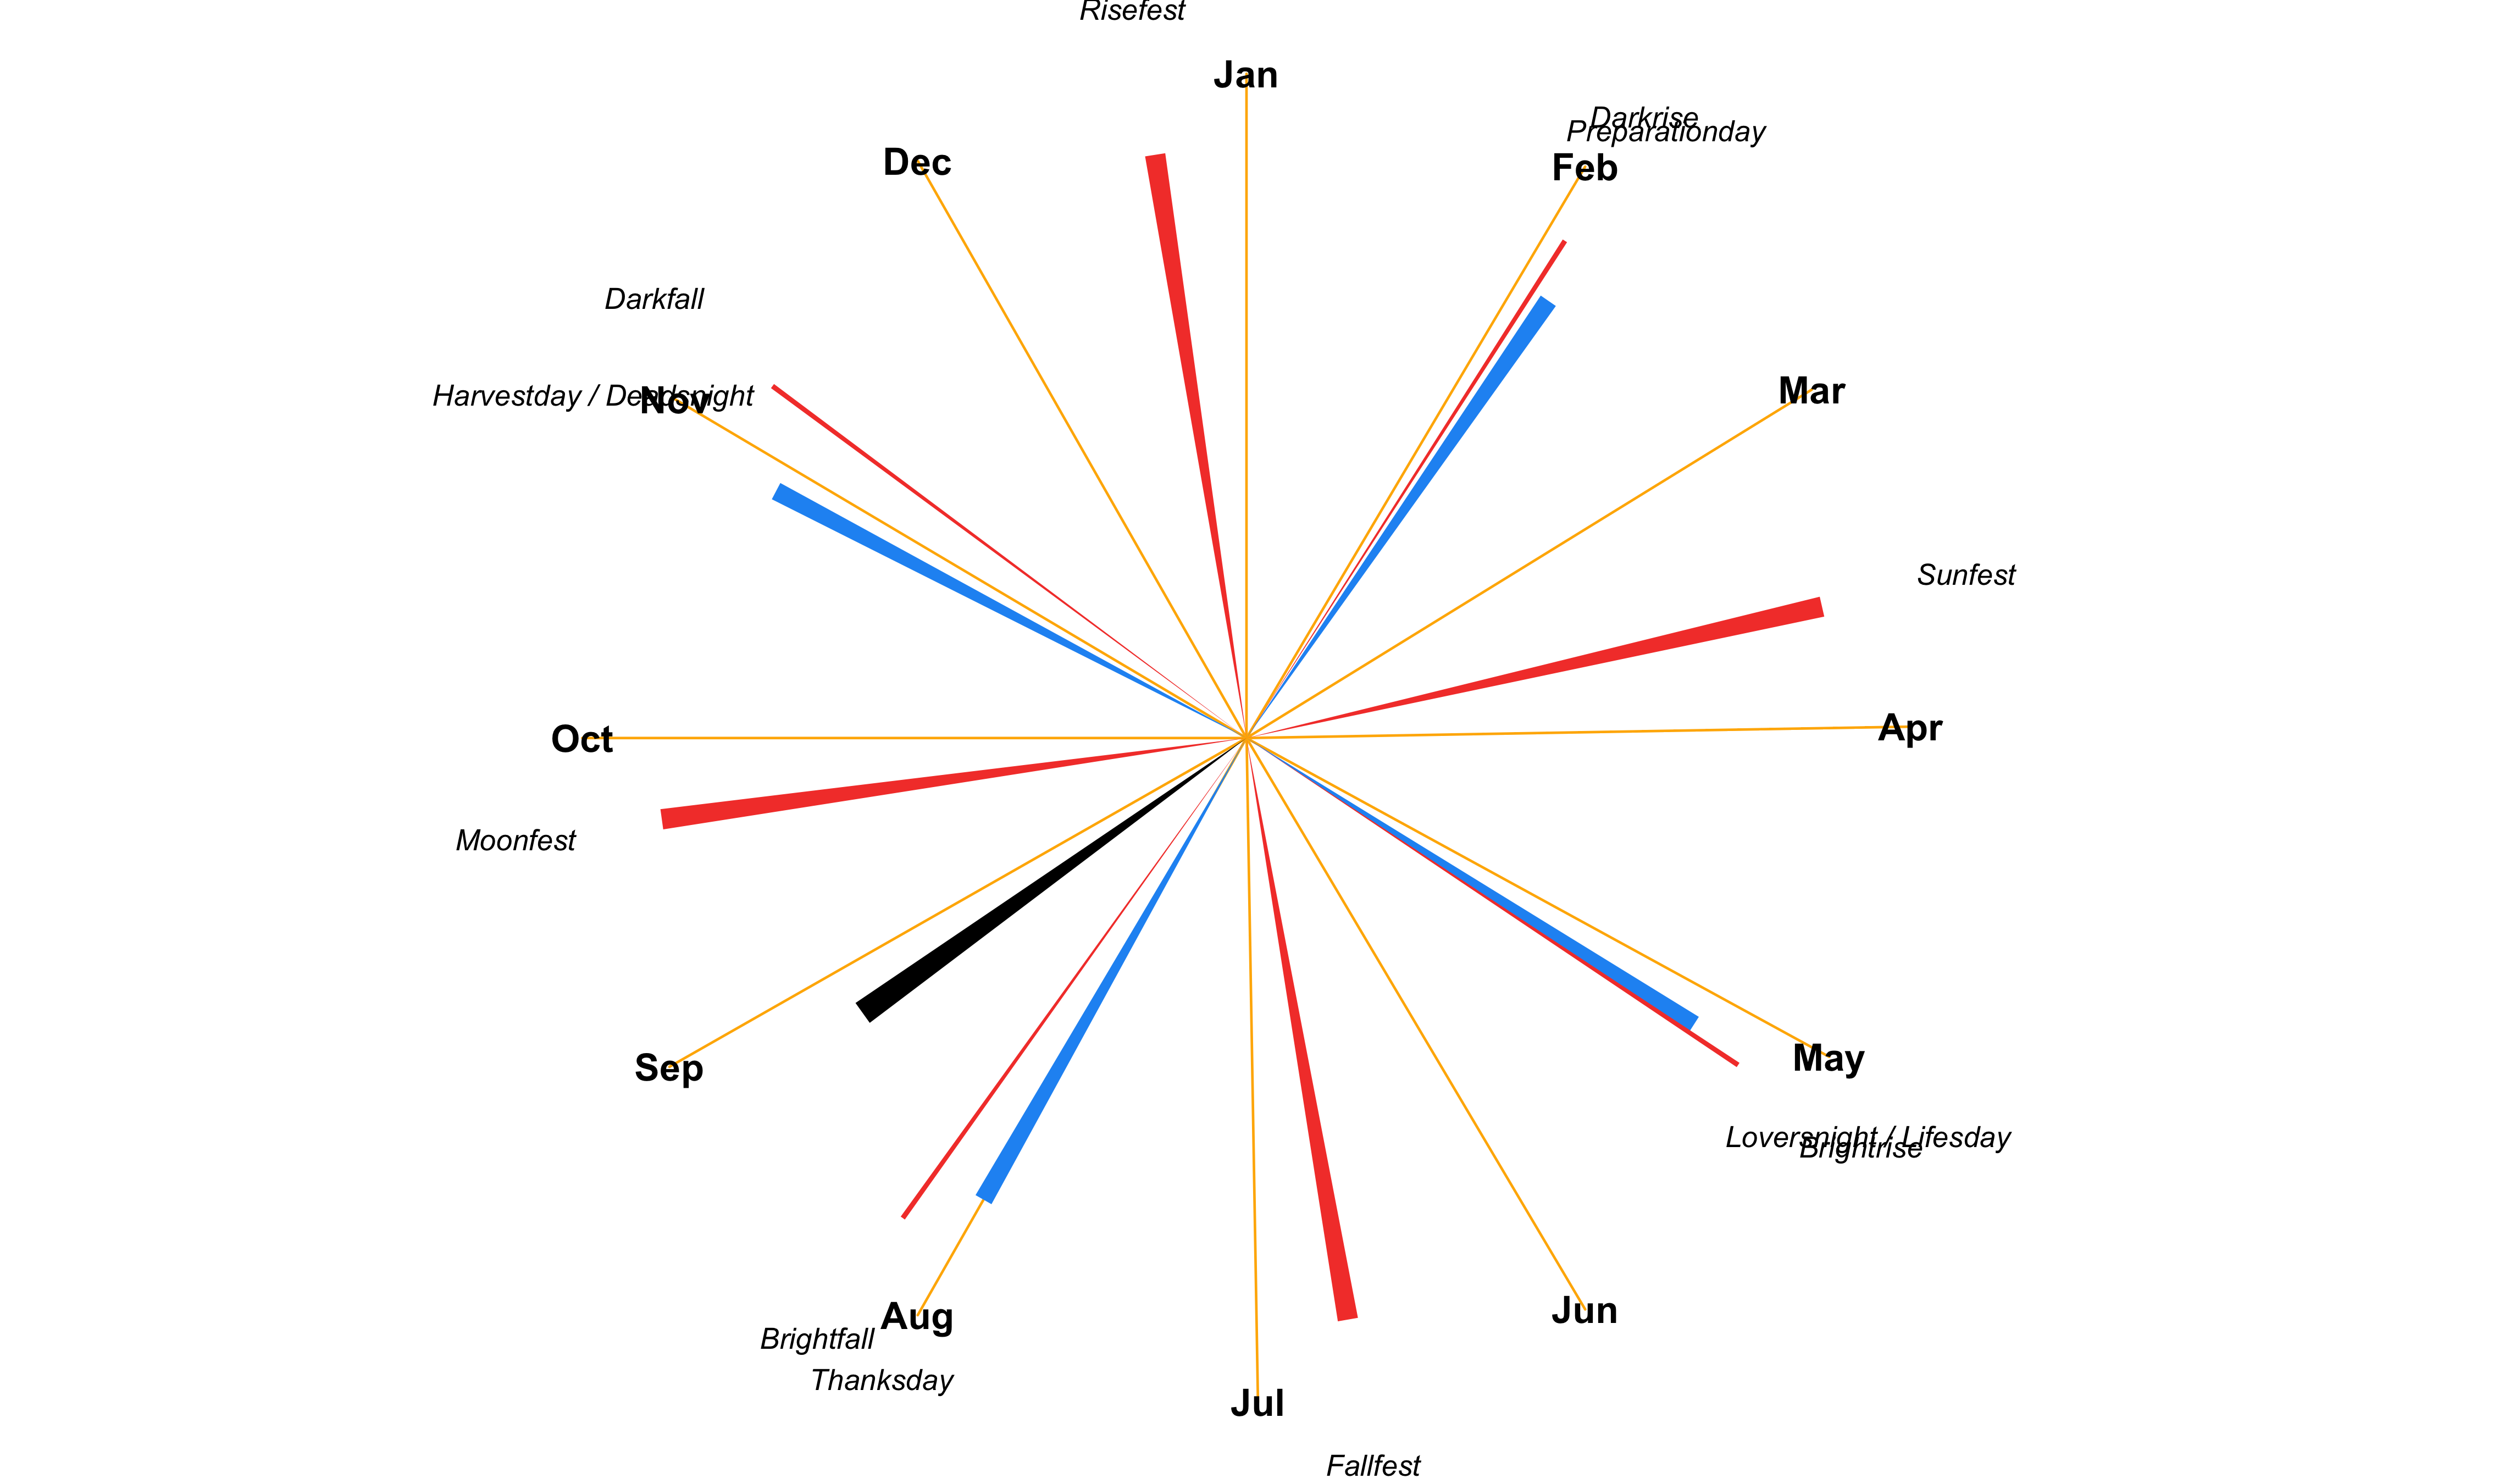 Risefest
Jan
Darkrise
Preparationday
Dec
Feb
Darkfall
Mar
Harvestday / Deadsnight
Nov
Sunfest
Apr
Oct
Moonfest
May
Sep
Loversnight / Lifesday
Brightrise
Jun
Aug
Brightfall
Thanksday
Jul
Fallfest